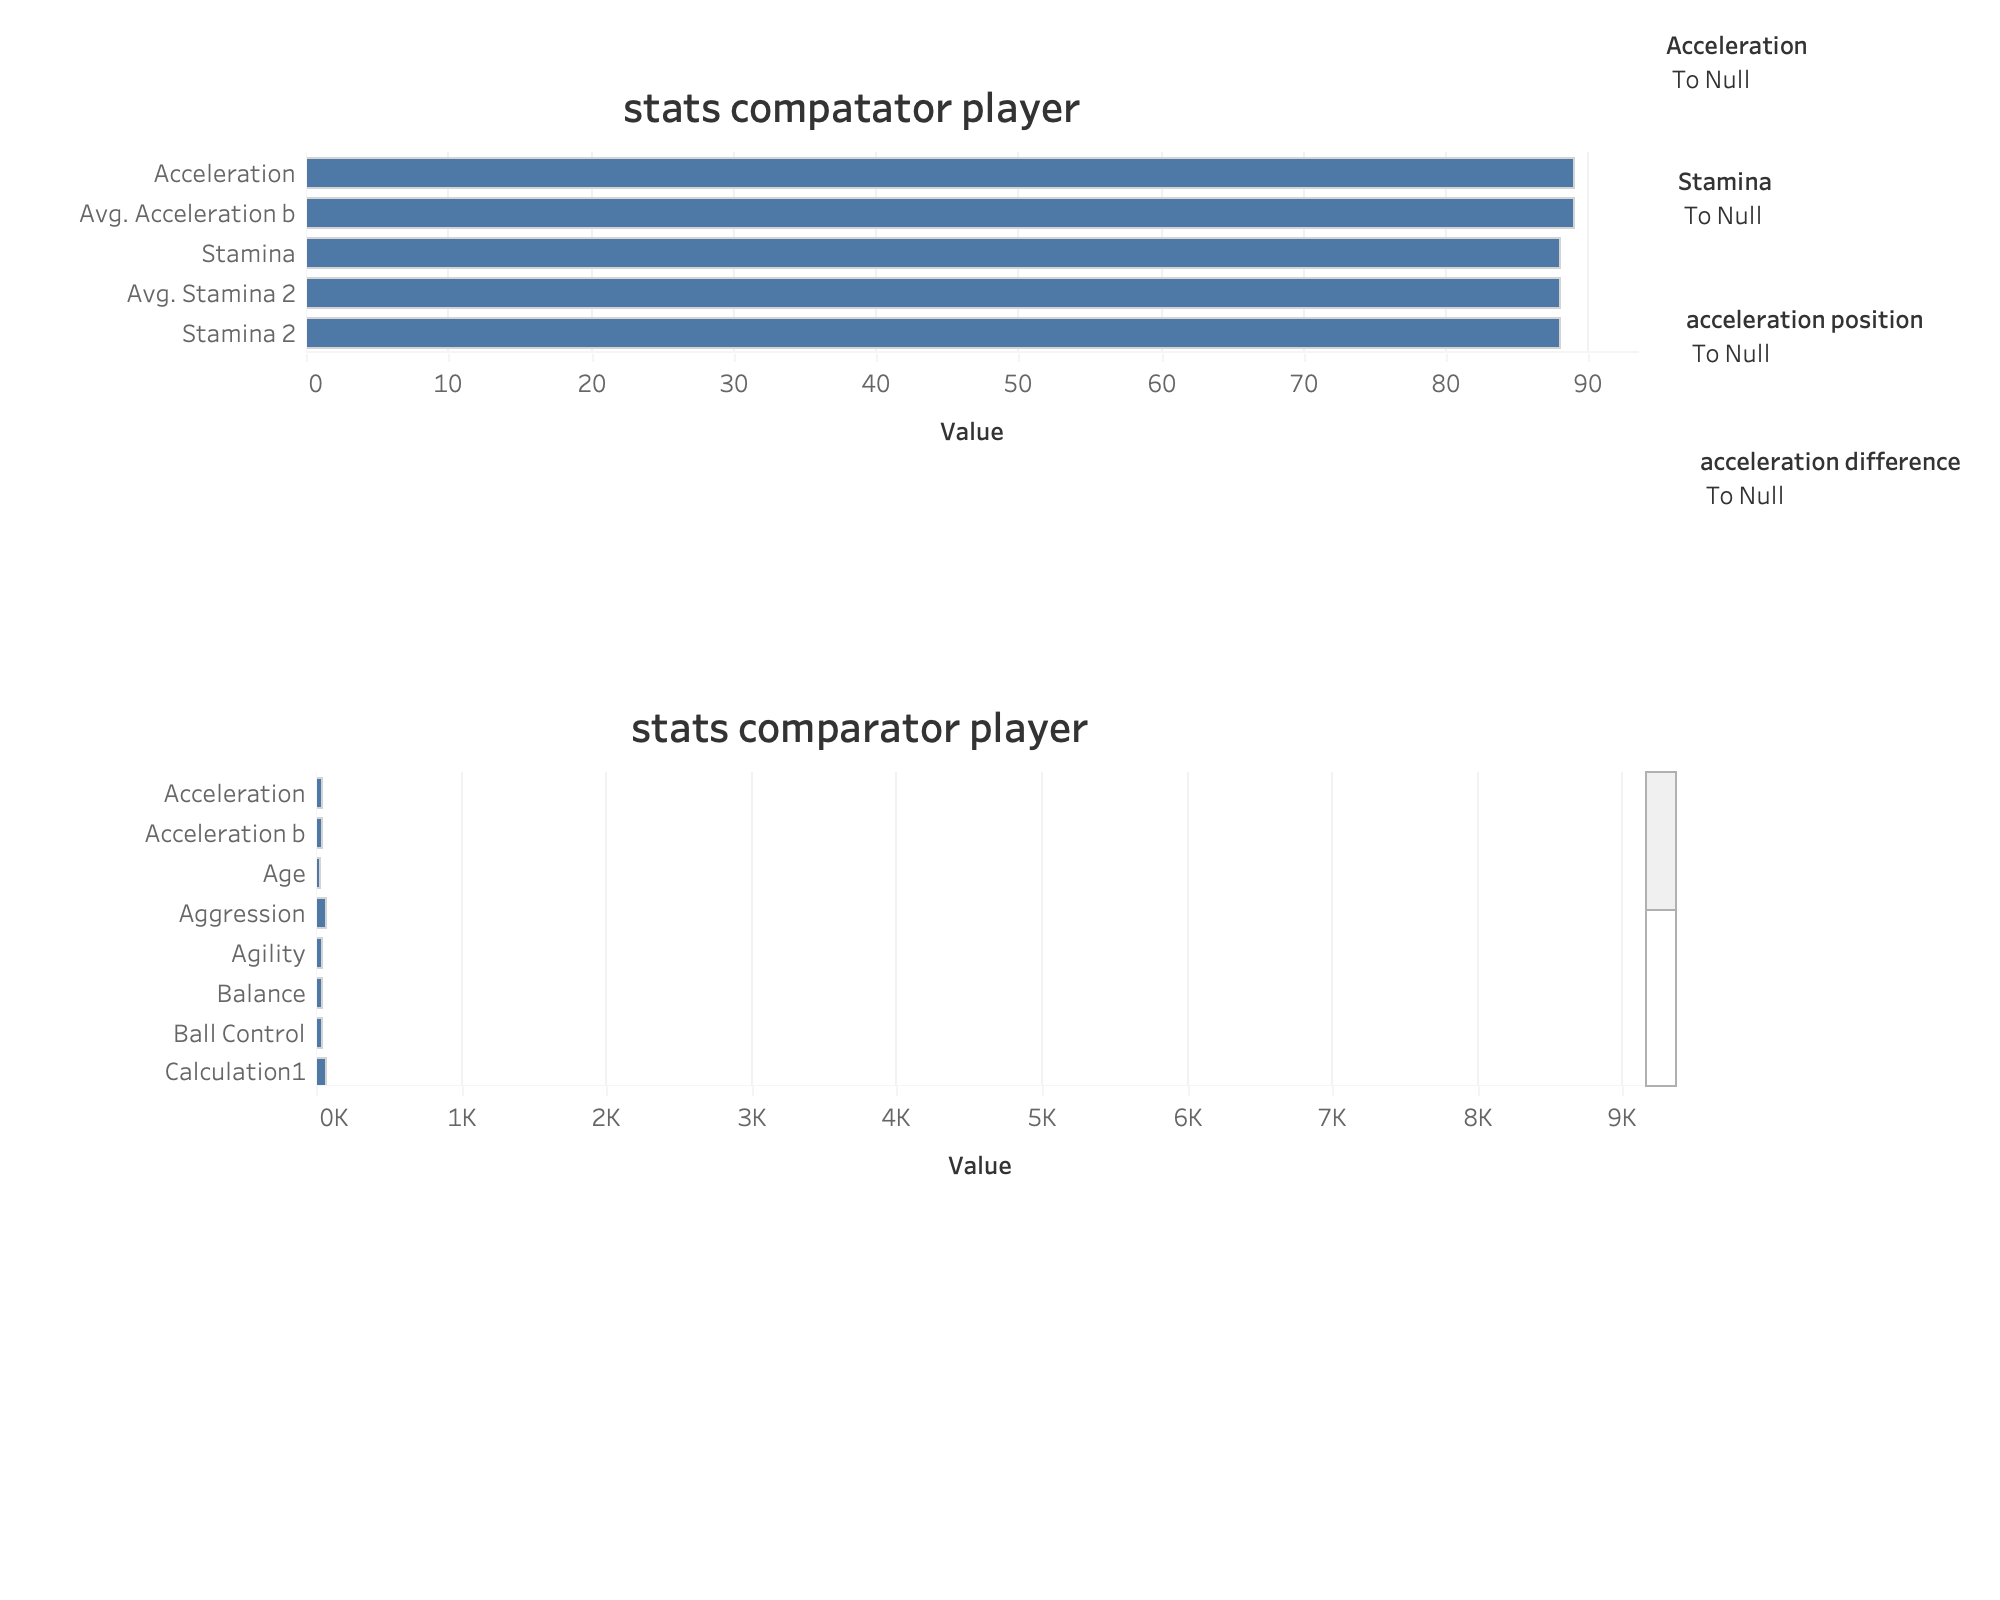 Acceleration
To Null
stats compatator player
Acceleration
Avg. Acceleration b
Stamina
Avg. Stamina 2
Stamina 2
0 10 20 30 40 50 60 70 80 90
Value
Stamina
To Null
acceleration position
To Null
acceleration difference
To Null
stats comparator player
Acceleration
Acceleration b
Age
Aggression
Agility
Balance
Ball Control
Calculation1
0K 1K 2K 3K 4K 5K 6K 7K 8K 9K
Value